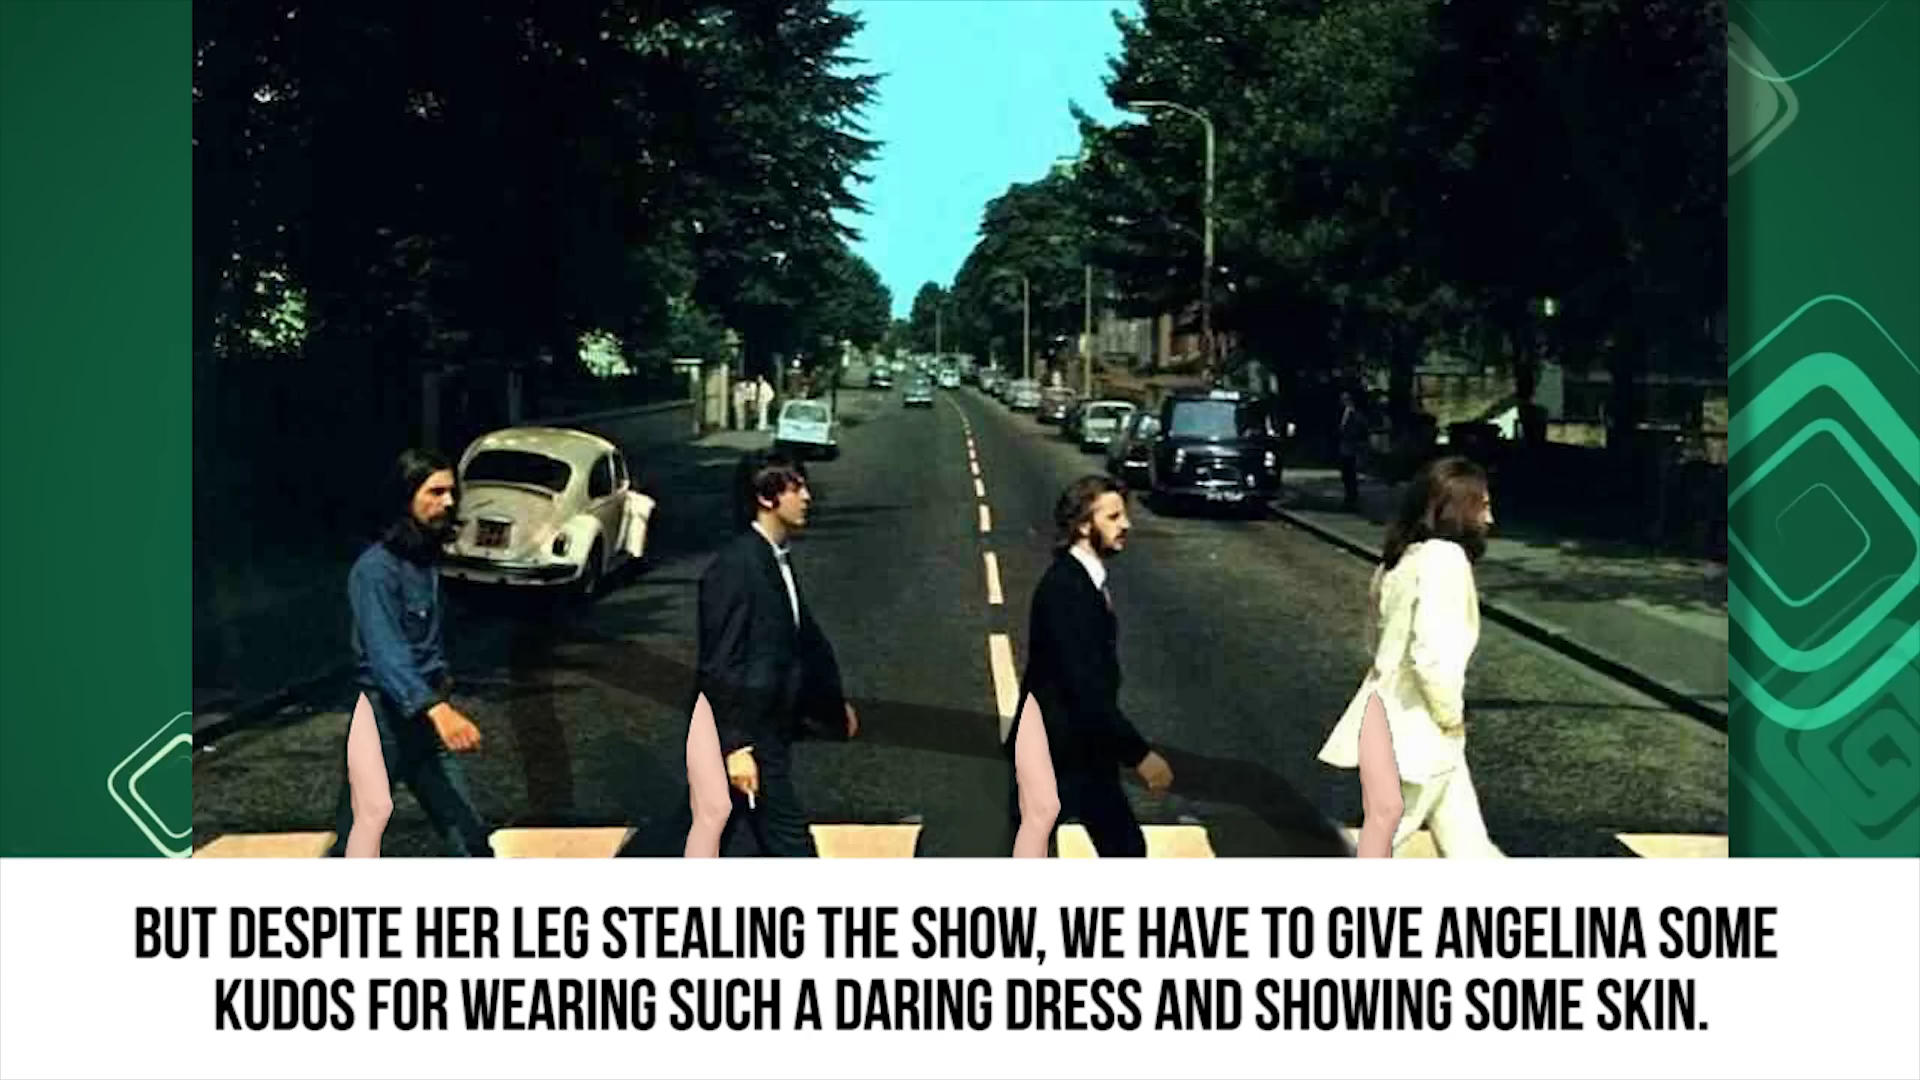 BUT DESPITE HER LEG STEALING THE SHOW, WE HAVE TO GIVE ANGELINA SOME
KUDOS FOR WEARING SUCH A DARING DRESS AND SHOWING SOME SKIN.